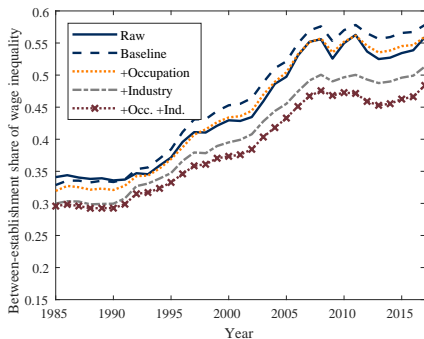 Between-establishment share of wage inequality
0.6
0.55
0.5
0.45
0.4
0.35
0.3
0.25
0.2
0.15
Raw
Baseline
+Occupation
+Industry
+Occ. +Ind.
1985 1990 1995 2000 2005 2010 2015
Year